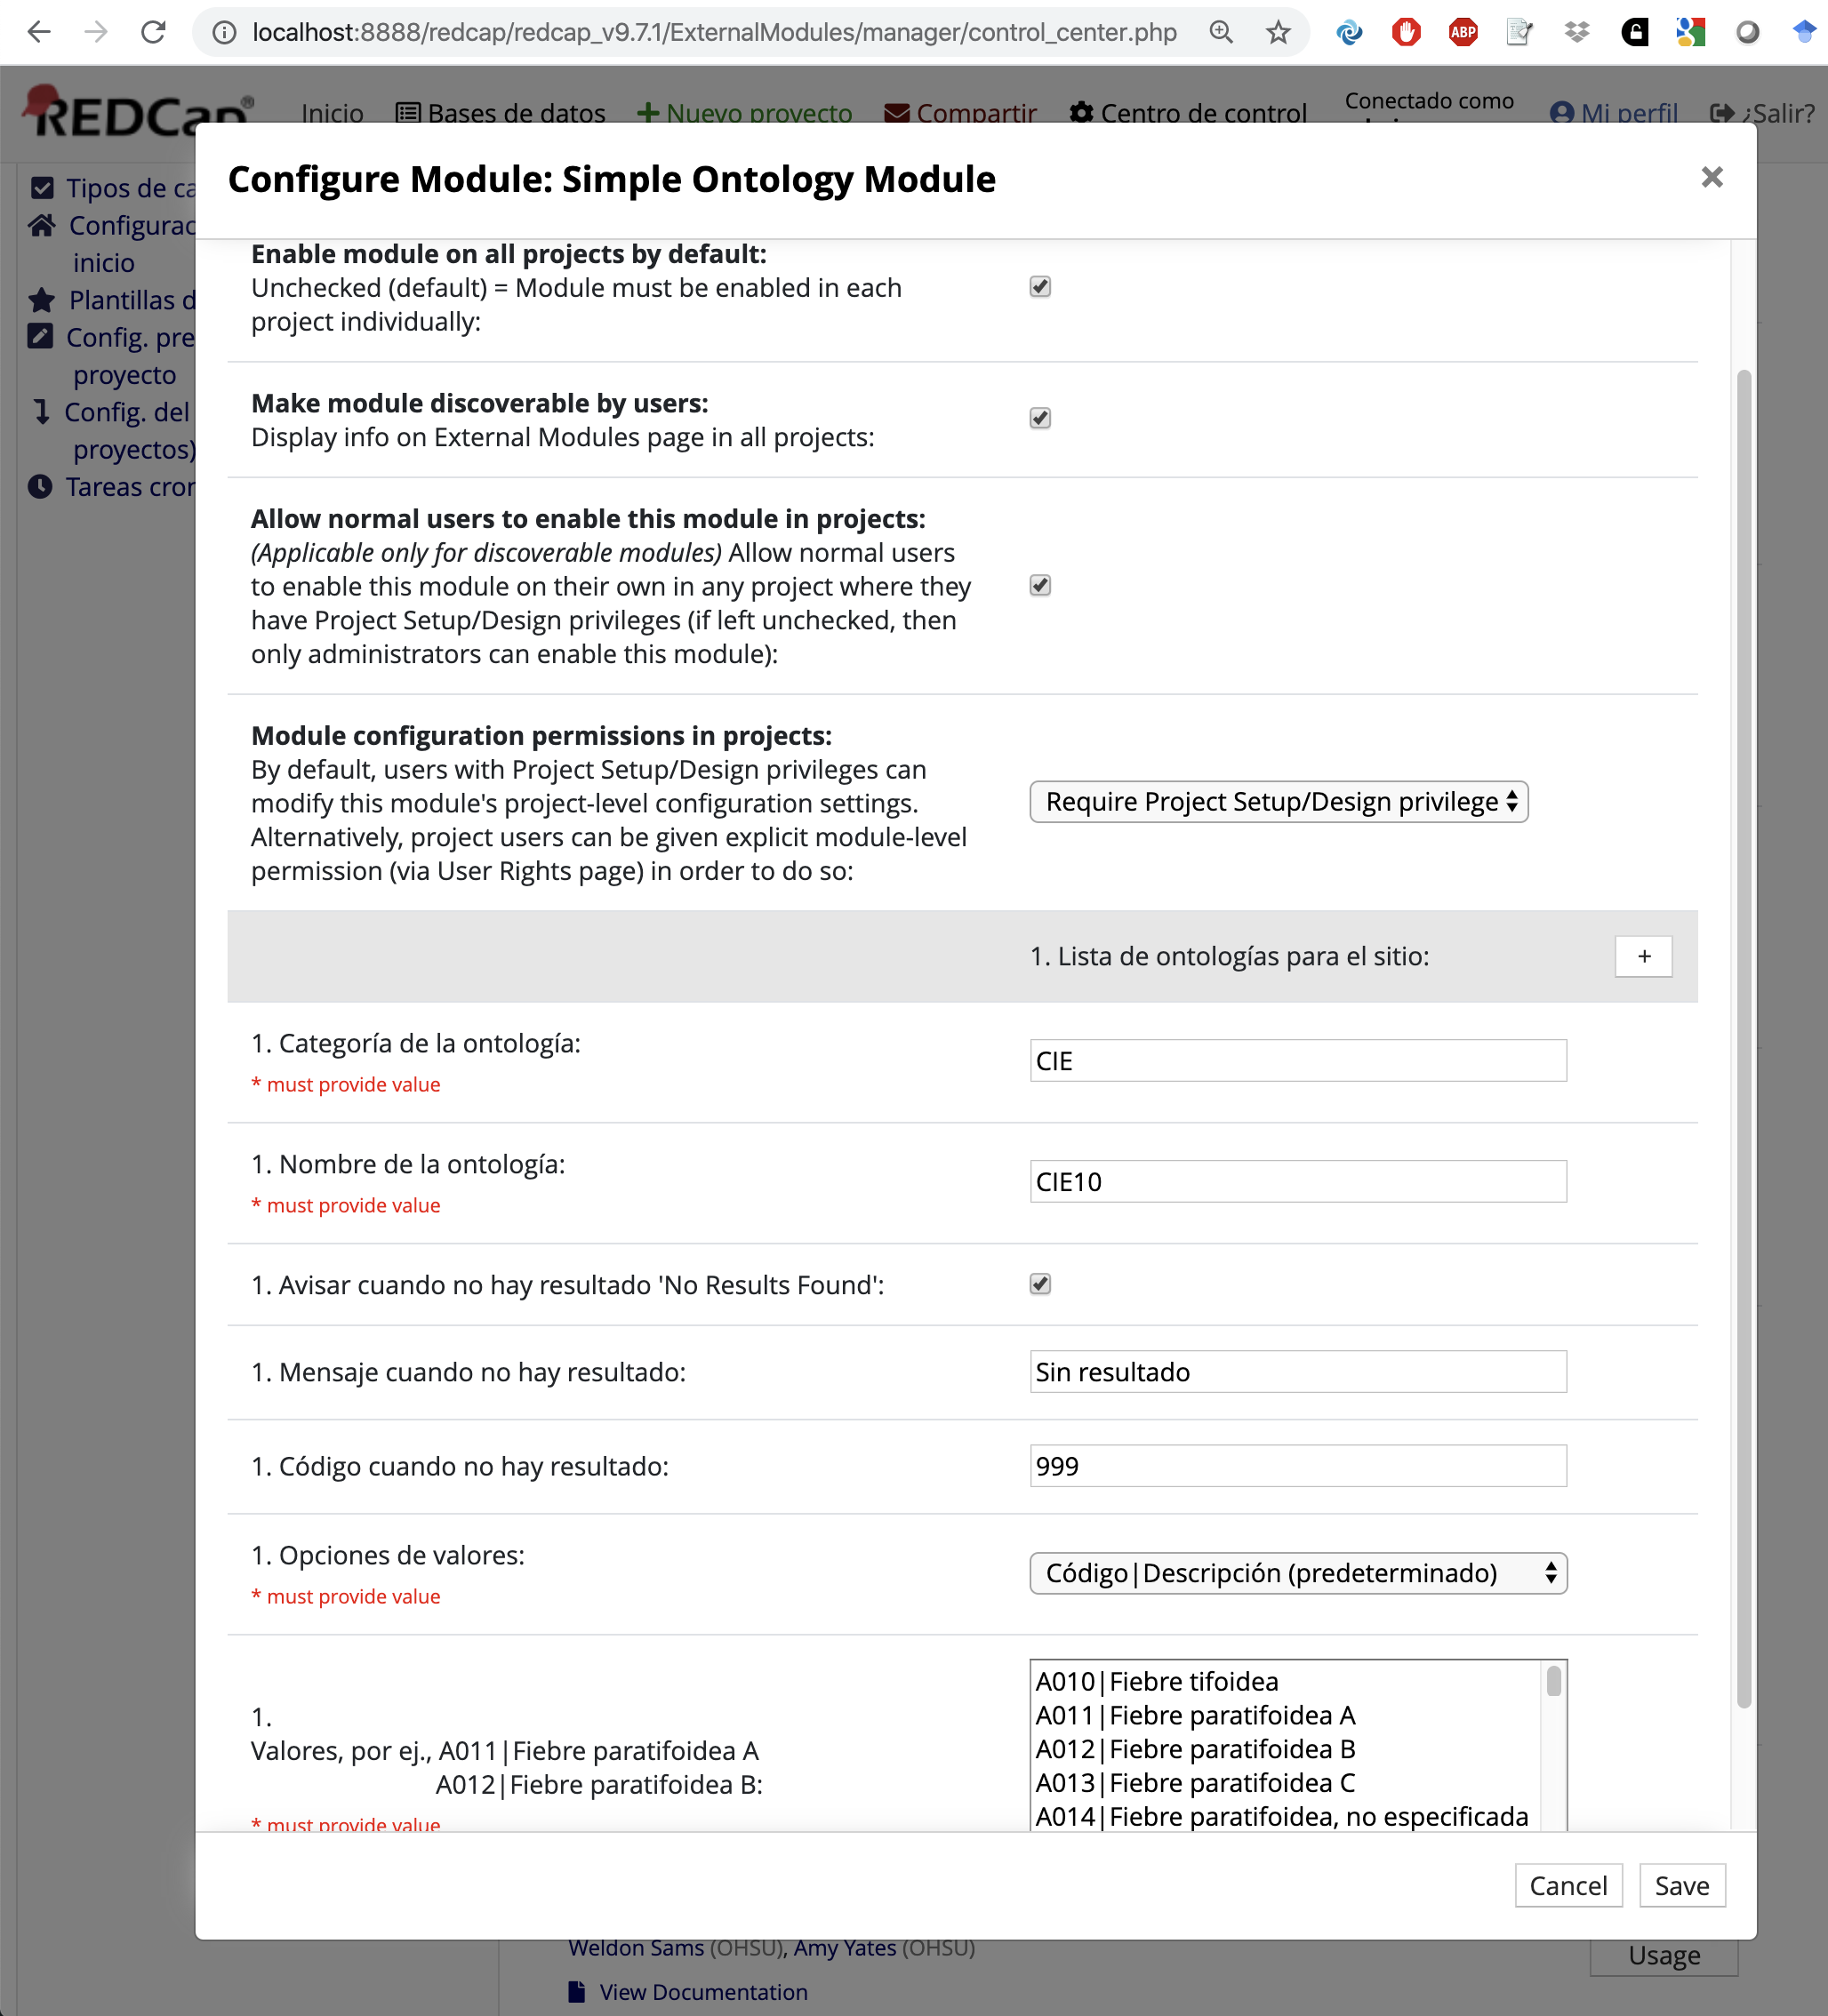 localhost:8888/redcap/redcap_v9.7.1/ExternalModules/manager/control_center.php
ABP
REDCap®
Inicio
Bases de datos
Nuevo proyecto
Compartir
Centro de control
Conectado como
Mi perfil
¿Salir?
Tipos de ca
Configurac
inicio
Plantillas d
Config. pre
proyecto
Config. del
proyectos)
Tareas cror
Configure Module: Simple Ontology Module
Enable module on all projects by default:
Unchecked (default) = Module must be enabled in each
project individually:
Make module discoverable by users:
Display info on External Modules page in all projects:
Allow normal users to enable this module in projects:
(Applicable only for discoverable modules) Allow normal users
to enable this module on their own in any project where they
have Project Setup/Design privileges (if left unchecked, then
only administrators can enable this module):
Module configuration permissions in projects:
By default, users with Project Setup/Design privileges can
modify this module's project-level configuration settings.
Alternatively, project users can be given explicit module-level
permission (via User Rights page) in order to do so:
Require Project Setup/Design privilege
1. Lista de ontologías para el sitio:
+
1. Categoría de la ontología:
* must provide value
CIE
1. Nombre de la ontología:
* must provide value
CIE10
1. Avisar cuando no hay resultado 'No Results Found':
1. Mensaje cuando no hay resultado:
Sin resultado
1. Código cuando no hay resultado:
999
1. Opciones de valores:
* must provide value
Código|Descripción (predeterminado)
1.
Valores, por ej., A011|Fiebre paratifoidea A
A012|Fiebre paratifoidea B:
* must provide value
A010|Fiebre tifoidea
A011|Fiebre paratifoidea A
A012|Fiebre paratifoidea B
A013|Fiebre paratifoidea C
A014|Fiebre paratifoidea, no especificada
Cancel
Save
Weldon Sams (OHSU), Amy Yates (OHSU)
View Documentation
Usage